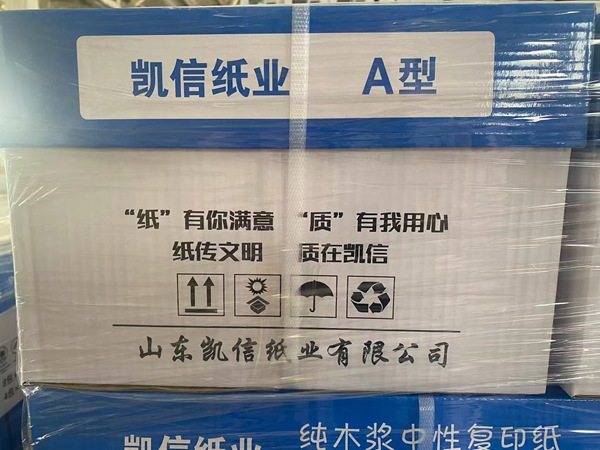 凯信纸业 A型
“纸”有你满意 “质”有我用心
纸传文明 质在凯信
山东凯信纸业有限公司
凯信纸业 纯木浆中性复印纸